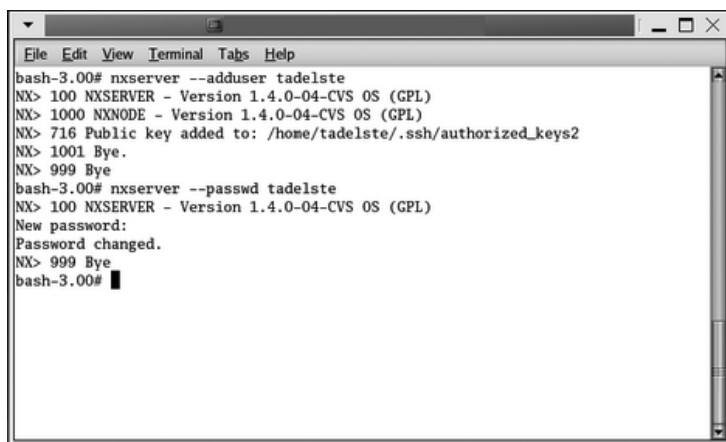 File Edit View Terminal Tabs Help
bash-3.00# nxserver --adduser tadelste
NX> 100 NXSERVER - Version 1.4.0-04-CVS OS (GPL)
NX> 1000 NXNODE - Version 1.4.0-04-CVS OS (GPL)
NX> 716 Public key added to: /home/tadelste/.ssh/authorized_keys2
NX> 1001 Bye.
NX> 999 Bye
bash-3.00# nxserver --passwd tadelste
NX> 100 NXSERVER - Version 1.4.0-04-CVS OS (GPL)
New password:
Password changed.
NX> 999 Bye
bash-3.00#